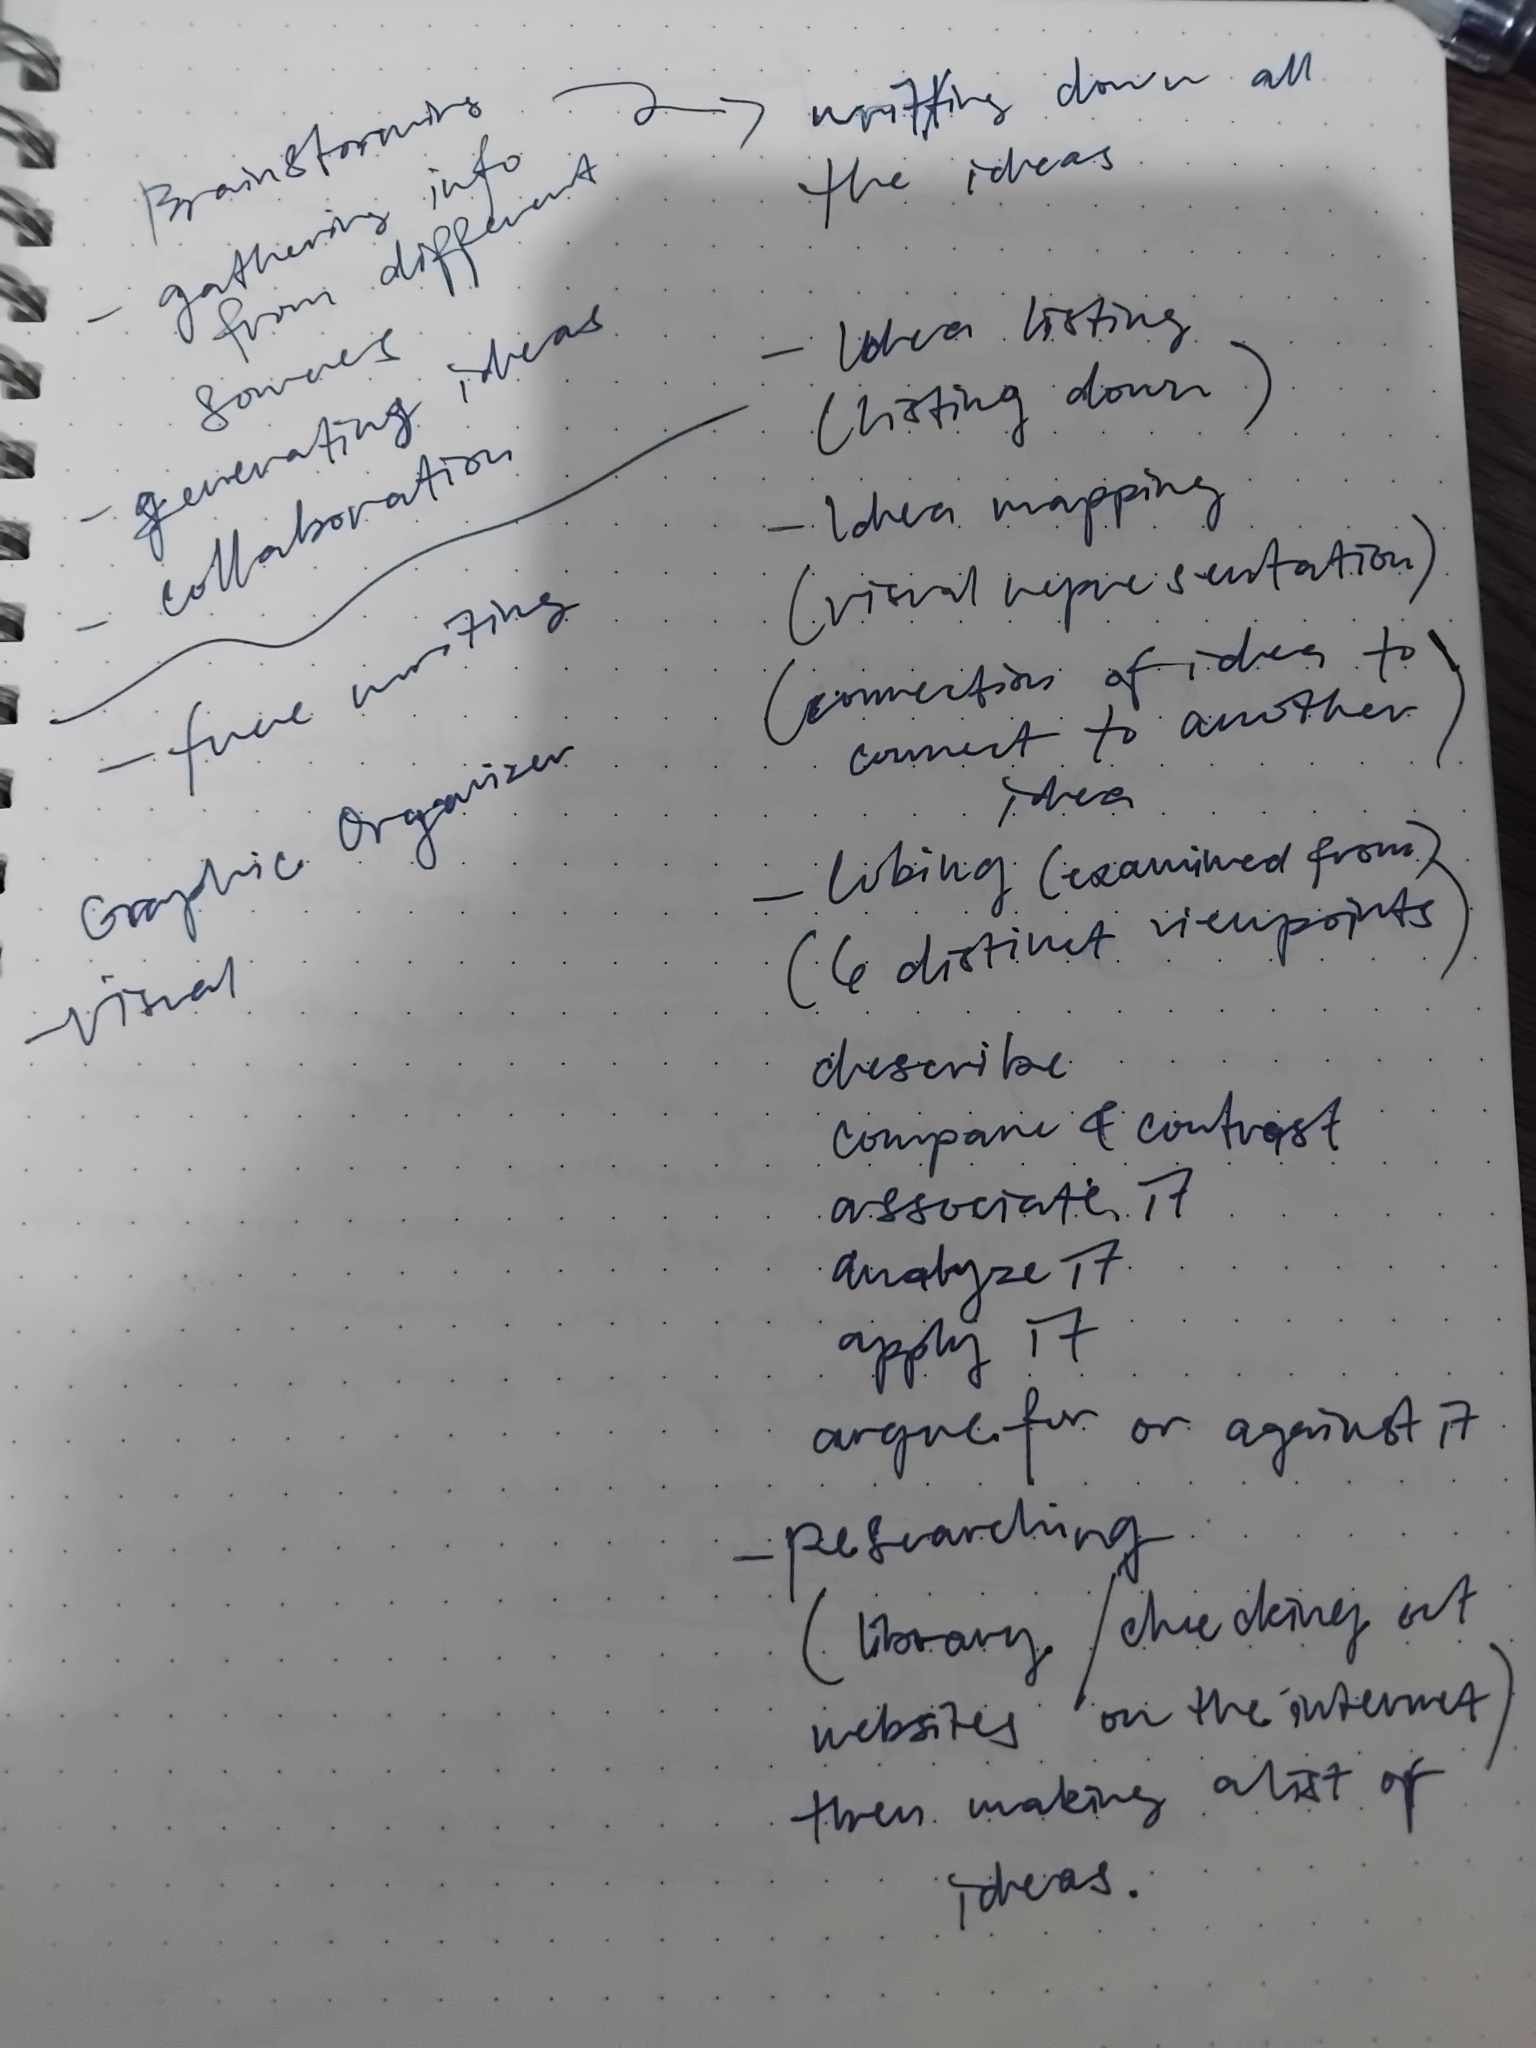 Brainstorming → writting down all
the ideas
- gathering info
from different
sources
- generating ideas
- collaboration
- free writing
Graphic Organizer
- visual
- Idea listing
(listing down)
- Idea mapping
(visual representation)
(connection of idea to
connect to another
idea
- Cubing (examined from)
(6 distinct viewpoints)
describe
compare & contrast
associate it
analyze it
apply it
argue for or against it
- Researching
(library / checking out
websites on the internet)
then making a list of
ideas.